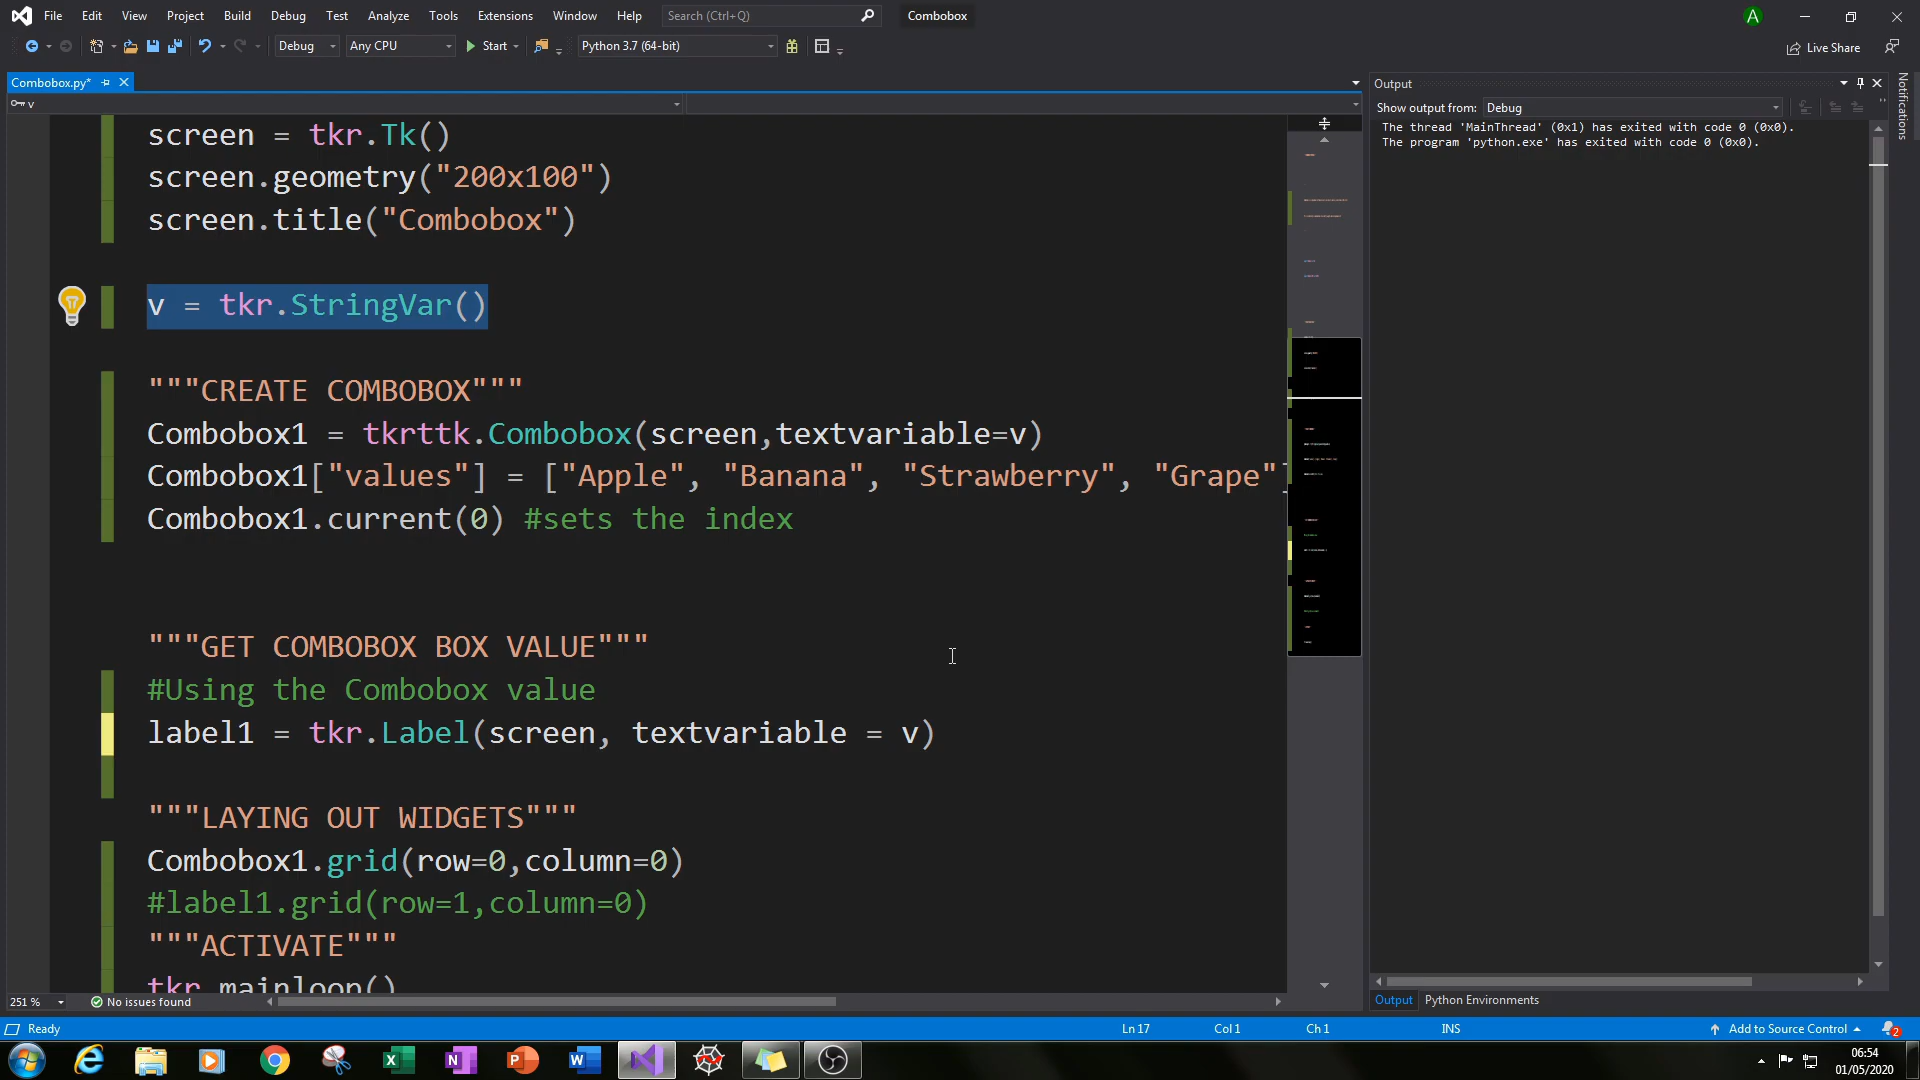 File Edit View Project Build Debug Test Analyze Tools Extensions Window Help Search (Ctrl+Q) Combobox A
Debug Any CPU Start Python 3.7 (64-bit) Live Share
Combobox.py*
v
screen = tkr.Tk()
screen.geometry("200x100")
screen.title("Combobox")
v = tkr.StringVar()
"""CREATE COMBOBOX"""
Combobox1 = tkrttk.Combobox(screen,textvariable=v)
Combobox1["values"] = ["Apple", "Banana", "Strawberry", "Grape"]
Combobox1.current(0) #sets the index
"""GET COMBOBOX BOX VALUE"""
#Using the Combobox value
label1 = tkr.Label(screen, textvariable = v)
"""LAYING OUT WIDGETS"""
Combobox1.grid(row=0,column=0)
#label1.grid(row=1,column=0)
"""ACTIVATE"""
tkr.mainloop()
251 % No issues found
Output
Show output from: Debug
The thread 'MainThread' (0x1) has exited with code 0 (0x0).
The program 'python.exe' has exited with code 0 (0x0).
Output Python Environments
Notifications
Ready Ln 17 Col 1 Ch 1 INS Add to Source Control 2
06:54
01/05/2020